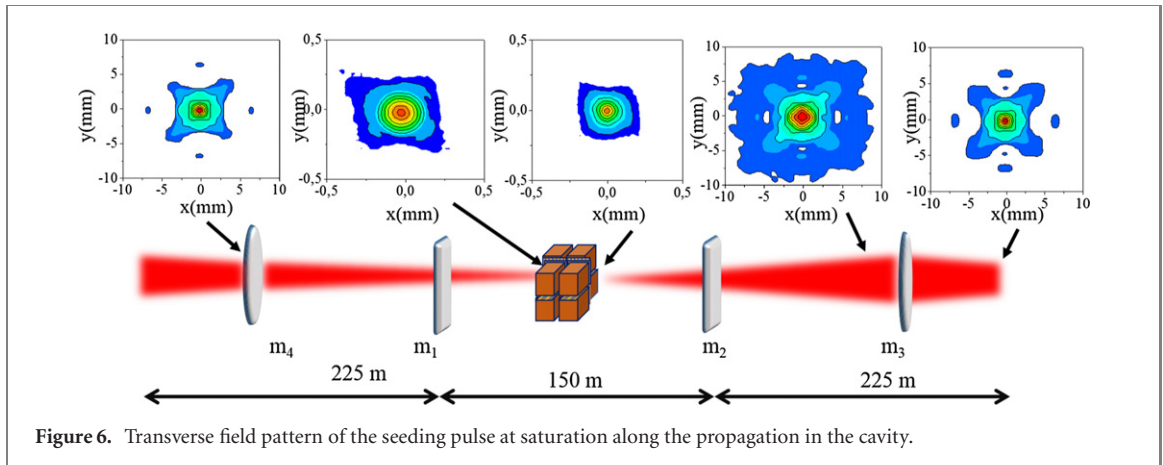 10
5
0
-5
-10
y(mm)
-5 0 5 10
x(mm)
0,5
0,0
-0,5
y(mm)
0,0 0,5
x(mm)
0,5
0,0
-0,5
y(mm)
-0,5 0,0 0,5
x(mm)
10
5
0
-5
-10
y(mm)
-10 -5 0 5 10
x(mm)
10
5
0
-5
-10
y(mm)
-10 -5 0 5 10
x(mm)
m4 m1 m2 m3
225 m 150 m 225 m
Figure 6. Transverse field pattern of the seeding pulse at saturation along the propagation in the cavity.